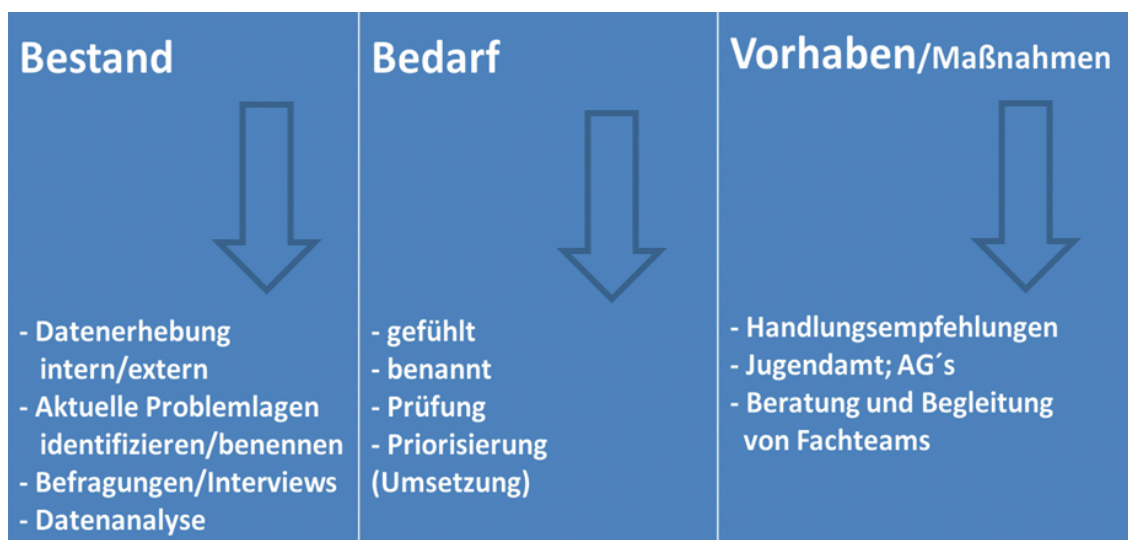 Bestand
- Datenerhebung
intern/extern
- Aktuelle Problemlagen
identifizieren/benennen
- Befragungen/Interviews
- Datenanalyse
Bedarf
- gefühlt
- benannt
- Prüfung
- Priorisierung
(Umsetzung)
Vorhaben/Maßnahmen
- Handlungsempfehlungen
- Jugendamt; AG´s
- Beratung und Begleitung
von Fachteams